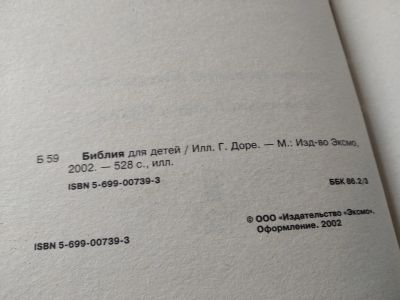 Б 59 Библия для детей / Илл. Г. Доре. — М.: Изд-во Эксмо,
2002. — 528 с., илл.
ISBN 5-699-00739-3
ББК 86.2/3
ISBN 5-699-00739-3
© ООО «Издательство «Эксмо».
Оформление. 2002